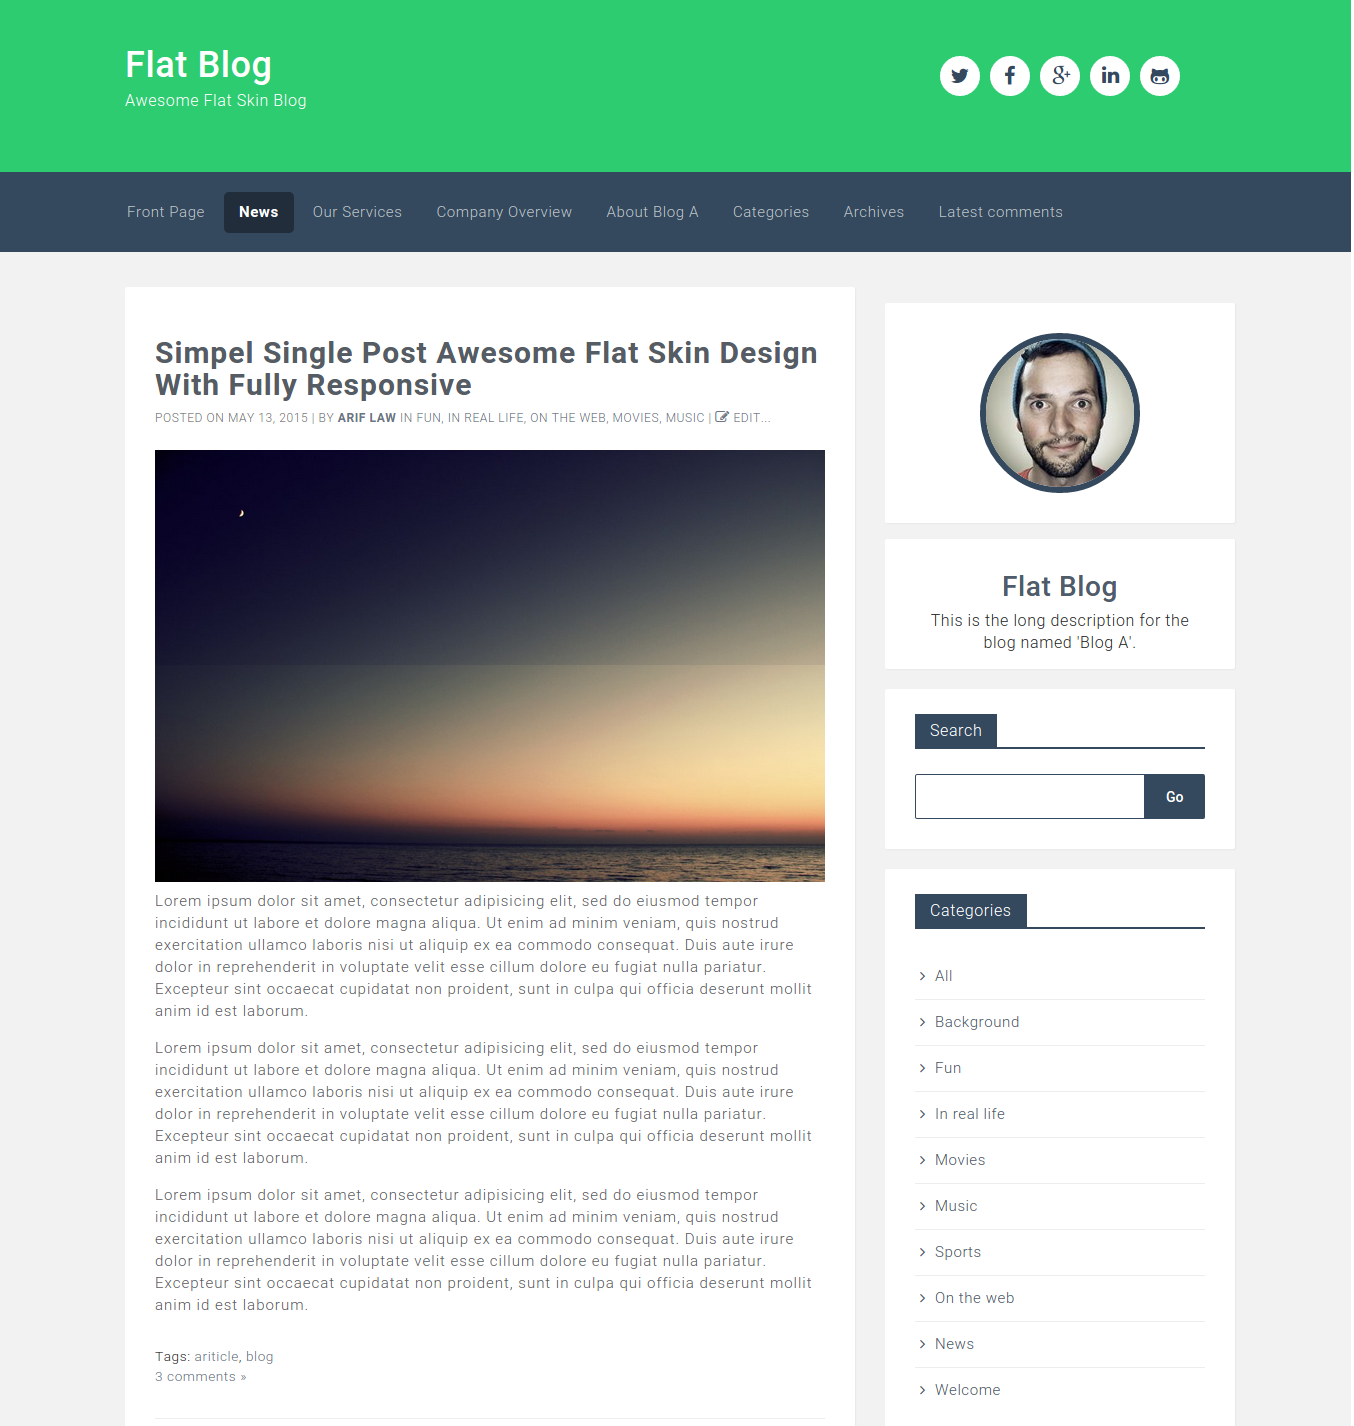 Flat Blog
Awesome Flat Skin Blog
Front Page News Our Services Company Overview About Blog A Categories Archives Latest comments
Simpel Single Post Awesome Flat Skin Design
With Fully Responsive
POSTED ON MAY 13, 2015 | BY ARIF LAW IN FUN, IN REAL LIFE, ON THE WEB, MOVIES, MUSIC | EDIT...
Lorem ipsum dolor sit amet, consectetur adipisicing elit, sed do eiusmod tempor
incididunt ut labore et dolore magna aliqua. Ut enim ad minim veniam, quis nostrud
exercitation ullamco laboris nisi ut aliquip ex ea commodo consequat. Duis aute irure
dolor in reprehenderit in voluptate velit esse cillum dolore eu fugiat nulla pariatur.
Excepteur sint occaecat cupidatat non proident, sunt in culpa qui officia deserunt mollit
anim id est laborum.
Lorem ipsum dolor sit amet, consectetur adipisicing elit, sed do eiusmod tempor
incididunt ut labore et dolore magna aliqua. Ut enim ad minim veniam, quis nostrud
exercitation ullamco laboris nisi ut aliquip ex ea commodo consequat. Duis aute irure
dolor in reprehenderit in voluptate velit esse cillum dolore eu fugiat nulla pariatur.
Excepteur sint occaecat cupidatat non proident, sunt in culpa qui officia deserunt mollit
anim id est laborum.
Lorem ipsum dolor sit amet, consectetur adipisicing elit, sed do eiusmod tempor
incididunt ut labore et dolore magna aliqua. Ut enim ad minim veniam, quis nostrud
exercitation ullamco laboris nisi ut aliquip ex ea commodo consequat. Duis aute irure
dolor in reprehenderit in voluptate velit esse cillum dolore eu fugiat nulla pariatur.
Excepteur sint occaecat cupidatat non proident, sunt in culpa qui officia deserunt mollit
anim id est laborum.
Tags: ariticle, blog
3 comments »
Flat Blog
This is the long description for the
blog named 'Blog A'.
Search
Go
Categories
All
Background
Fun
In real life
Movies
Music
Sports
On the web
News
Welcome